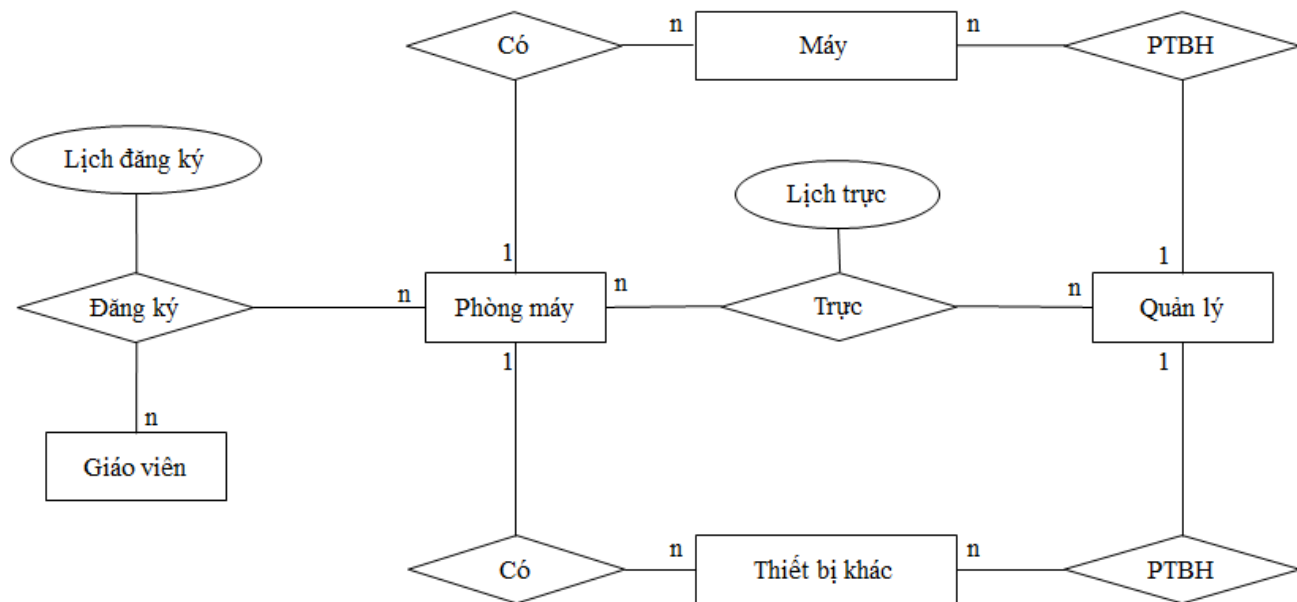 Có
n
Máy
n
PTBH
Lịch đăng ký
Lịch trực
1
1
Đăng ký
n
Phòng máy
n
Trực
n
Quản lý
1
1
n
Giáo viên
Có
n
Thiết bị khác
n
PTBH